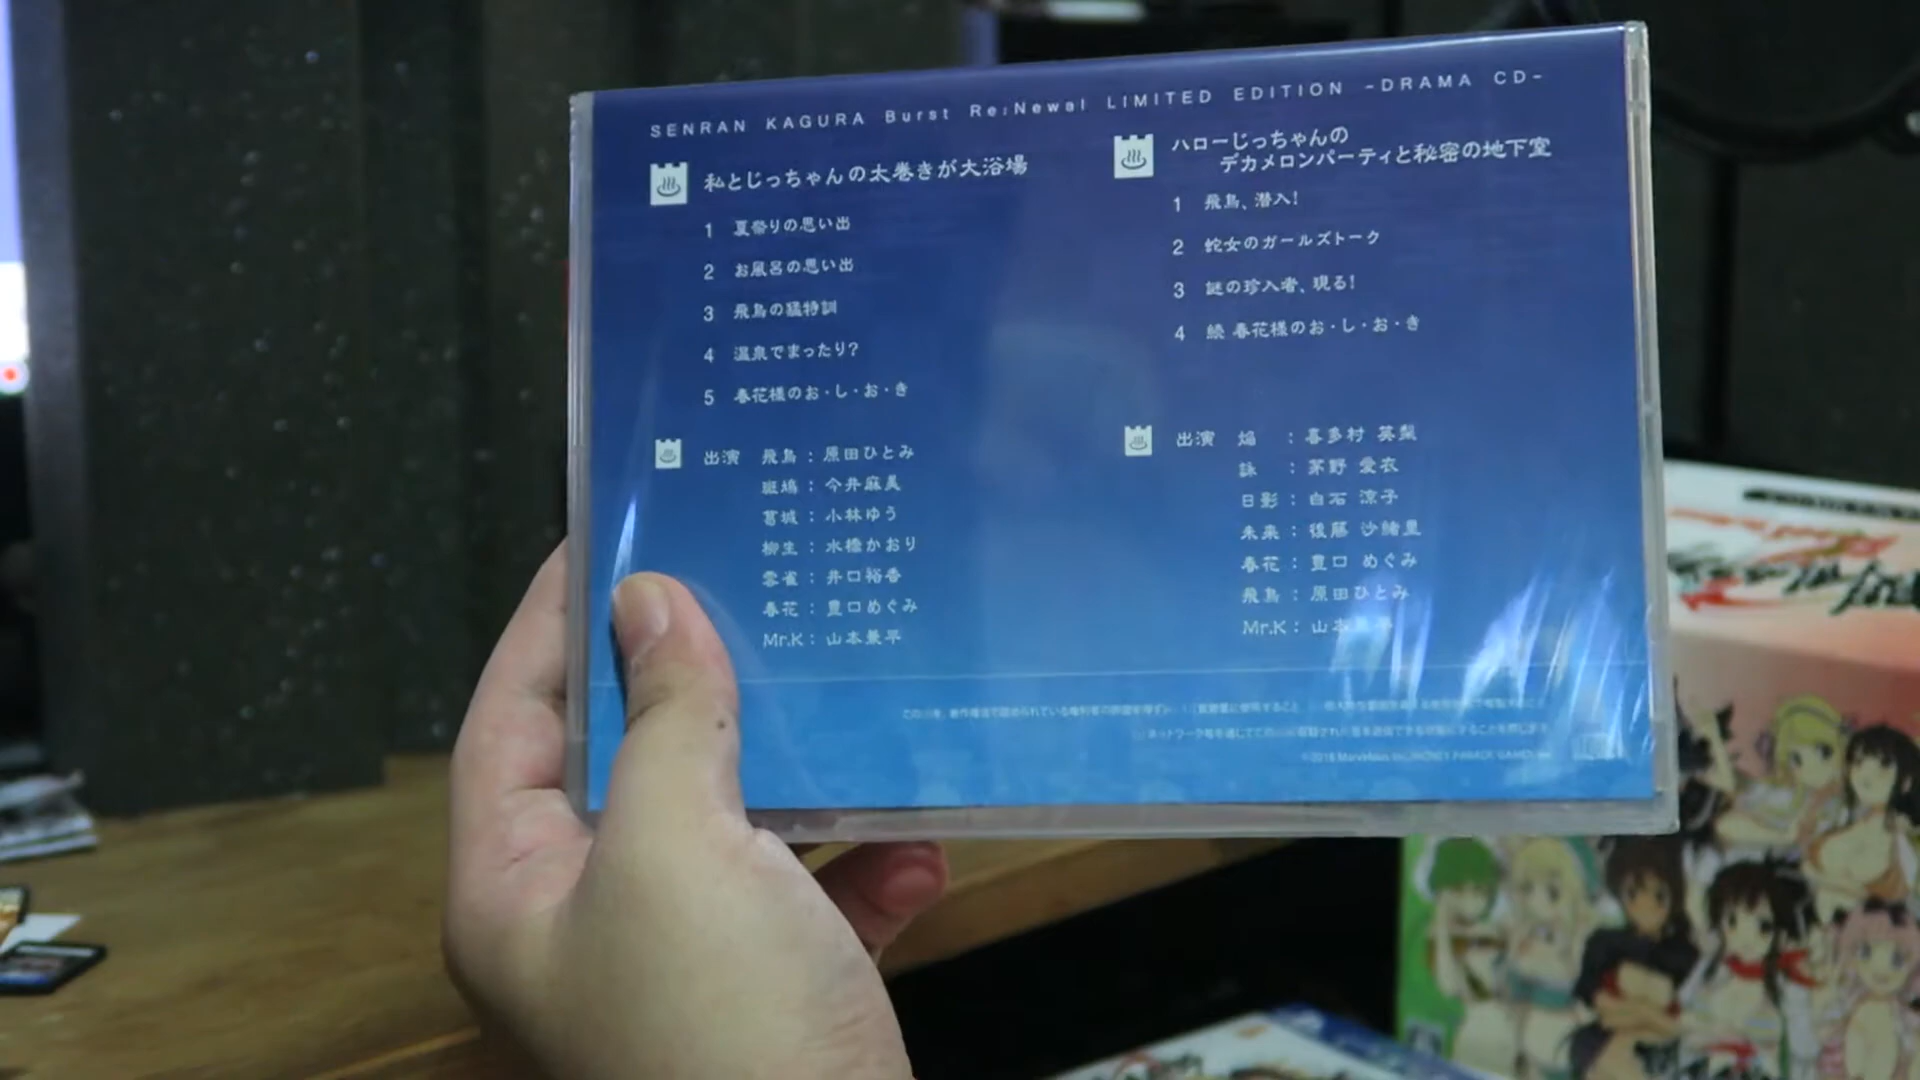 SENRAN KAGURA Burst Re:Newal LIMITED EDITION -DRAMA CD-
私とじっちゃんの太巻きが大浴場
1 夏祭りの思い出
2 お風呂の思い出
3 飛鳥の猛特訓
4 温泉でまったり?
5 春花様のお・し・お・き
出演 飛鳥：原田ひとみ
斑鳩：今井麻美
葛城：小林ゆう
柳生：水橋かおり
雲雀：井口裕香
春花：豊口めぐみ
Mr.K：山本兼平
ハローじっちゃんの
デカメロンパーティと秘密の地下室
1 飛鳥、潜入!
2 蛇女のガールズトーク
3 謎の珍入者、現る!
4 続 春花様のお・し・お・き
出演 焔：喜多村 英梨
詠：茅野 愛衣
日影：白石 涼子
未来：後藤 沙緒里
春花：豊口 めぐみ
飛鳥：原田ひとみ
Mr.K：山本兼平